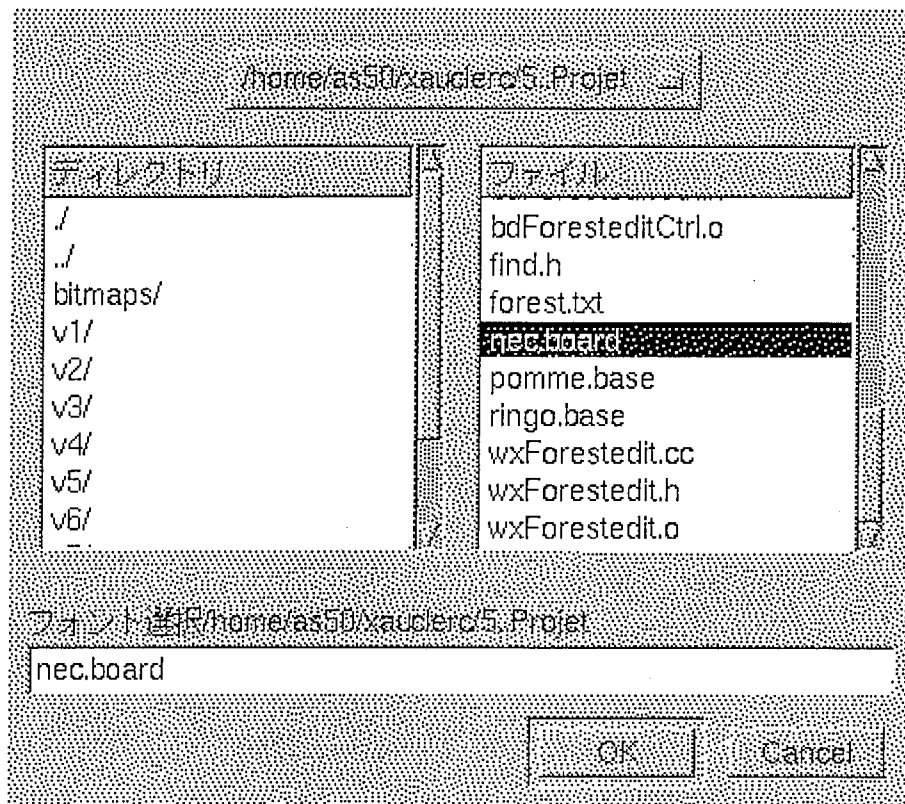 /home/as50/xauclerc/5.Projet
ディレクトリ
./
../
bitmaps/
v1/
v2/
v3/
v4/
v5/
v6/
ファイル
bdForesteditCtrl.o
find.h
forest.txt
nec.board
pomme.base
ringo.base
wxForestedit.cc
wxForestedit.h
wxForestedit.o
フォント選択/home/as50/xauclerc/5.Projet
nec.board
OK
Cancel